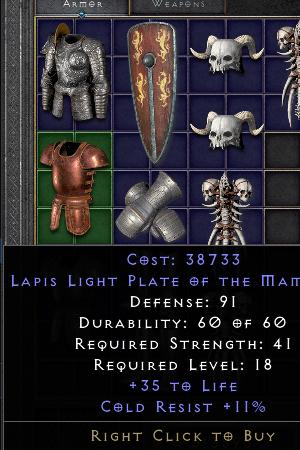 Armor Weapons
Cost: 38733
Lapis Light Plate of the
Defense: 91
Durability: 60 of 60
Required Strength: 41
Required Level: 18
+35 to Life
Cold Resist +11%
Right Click to Buy